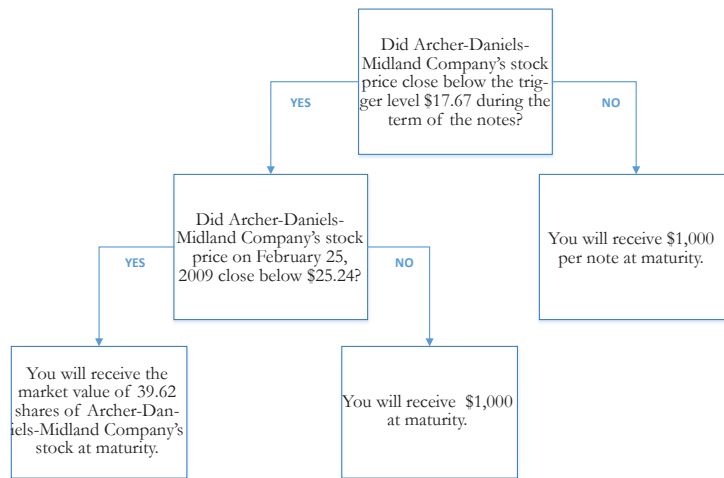 Did Archer-Daniels-
Midland Company's stock
price close below the trig-
ger level $17.67 during the
term of the notes?
YES
NO
Did Archer-Daniels-
Midland Company's stock
price on February 25,
2009 close below $25.24?
You will receive $1,000
per note at maturity.
YES
NO
You will receive the
market value of 39.62
shares of Archer-Dan-
iels-Midland Company's
stock at maturity.
You will receive $1,000
at maturity.